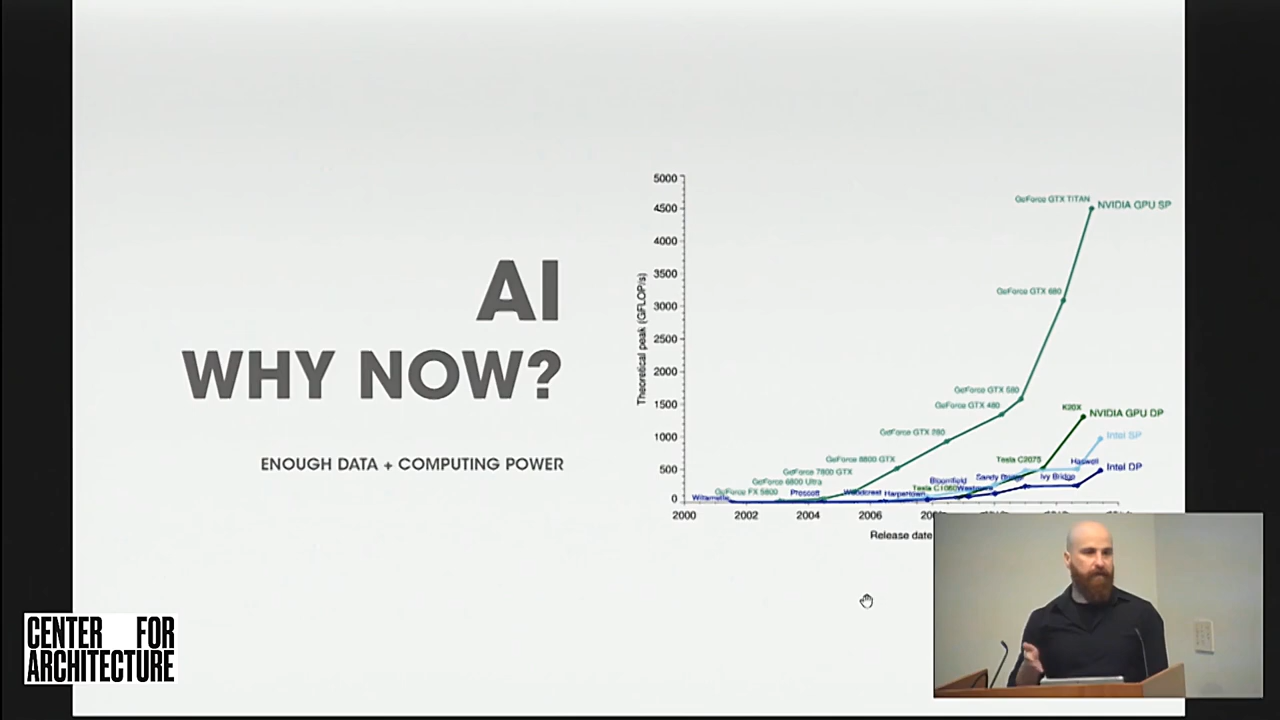 AI
WHY NOW?
ENOUGH DATA + COMPUTING POWER
Theoretical peak (GFLOP/s)
5000
4500
4000
3500
3000
2500
2000
1500
1000
500
0
GeForce GTX TITAN
NVIDIA GPU SP
GeForce GTX 680
GeForce GTX 580
GeForce GTX 480
GeForce GTX 280
GeForce 8800 GTX
GeForce 7800 GTX
GeForce 6800 Ultra
GeForce FX 5800
K20X
NVIDIA GPU DP
Intel SP
Tesla C2075
Haswell
Intel DP
Bloomfield
Sandy Bridge
Ivy Bridge
Tesla C1060
Westmere
Willamette
Prescott
Woodcrest
Harpertown
2000
2002
2004
2006
Release date
CENTER FOR
ARCHITECTURE